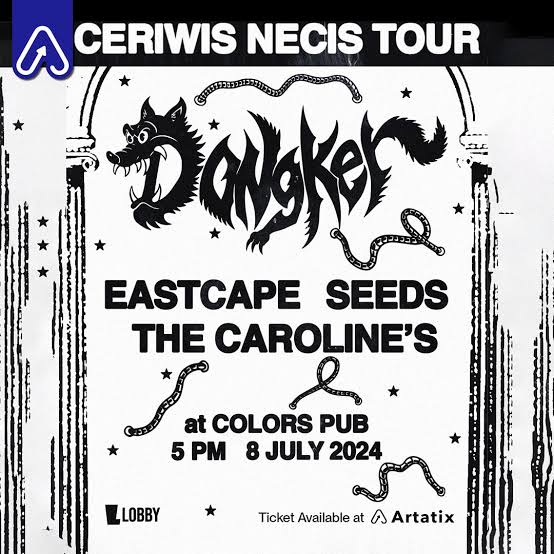 CERIWIS NECIS TOUR
Dongker
EASTCAPE SEEDS
THE CAROLINE'S
at COLORS PUB
5 PM 8 JULY 2024
LOBBY
Ticket Available at Artatix